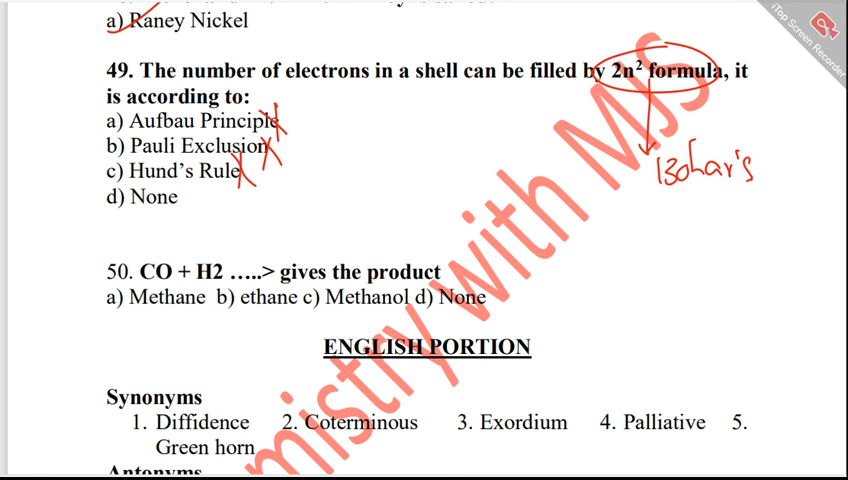 a) Raney Nickel
49. The number of electrons in a shell can be filled by 2n² formula, it
is according to:
a) Aufbau Principle
b) Pauli Exclusion
c) Hund's Rule
d) None
Bohar's
50. CO + H2 …..> gives the product
a) Methane b) ethane c) Methanol d) None
ENGLISH PORTION
Synonyms
1. Diffidence 2. Coterminous 3. Exordium 4. Palliative 5.
Green horn
Antonyms
mistry with MJS
iTop Screen Recorder